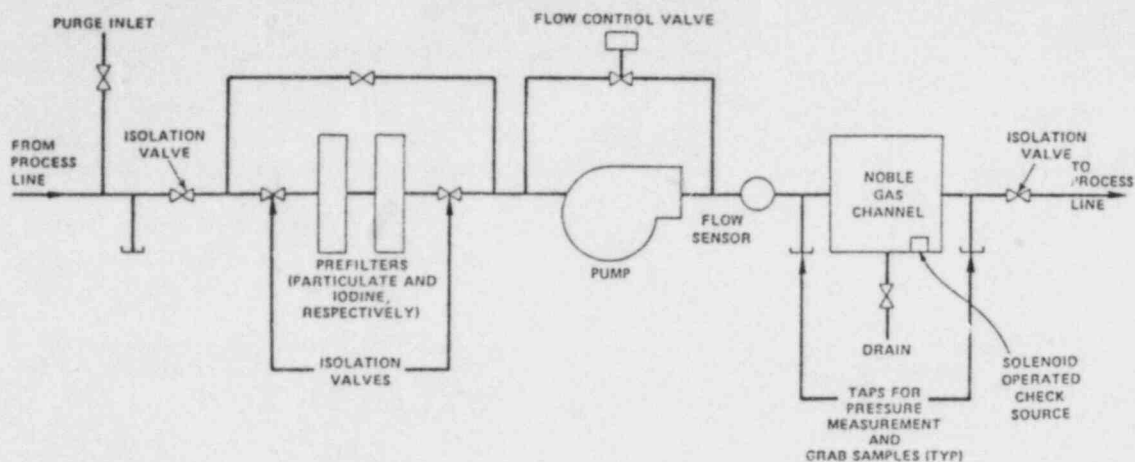 PURGE INLET
FLOW CONTROL VALVE
FROM
PROCESS
LINE
ISOLATION
VALVE
PREFILTERS
(PARTICULATE AND
IODINE,
RESPECTIVELY)
ISOLATION
VALVES
PUMP
FLOW
SENSOR
NOBLE
GAS
CHANNEL
ISOLATION
VALVE
TO
PROCESS
LINE
DRAIN
SOLENOID
OPERATED
CHECK
SOURCE
TAPS FOR
PRESSURE
MEASUREMENT
AND
GRAB SAMPLES (TYP)